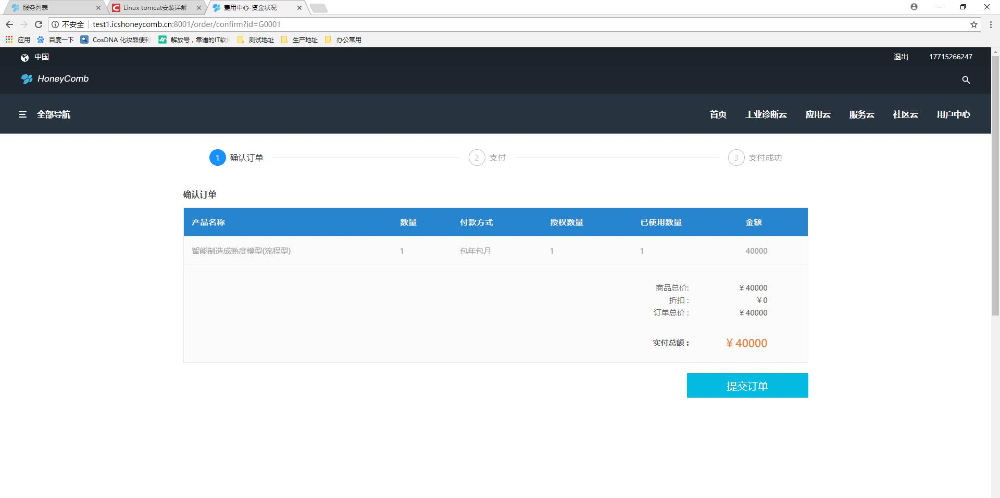 服务列表
Linux tomcat安装详解 -
费用中心-资金状况
不安全 test1.icshoneycomb.cn:8001/order/confirm?id=G0001
应用 百度一下 CosDNA 化妆品便利 解放号，靠谱的IT软 测试地址 生产地址 办公常用
中国 退出 17715266247
HoneyComb
全部导航 首页 工业诊断云 应用云 服务云 社区云 用户中心
1 确认订单 2 支付 3 支付成功
确认订单
产品名称 数量 付款方式 授权数量 已使用数量 金额
智能制造成熟度模型(流程型) 1 包年包月 1 1 40000
商品总价: ¥40000
折扣 : ¥0
订单总价 : ¥40000
实付总额： ¥40000
提交订单